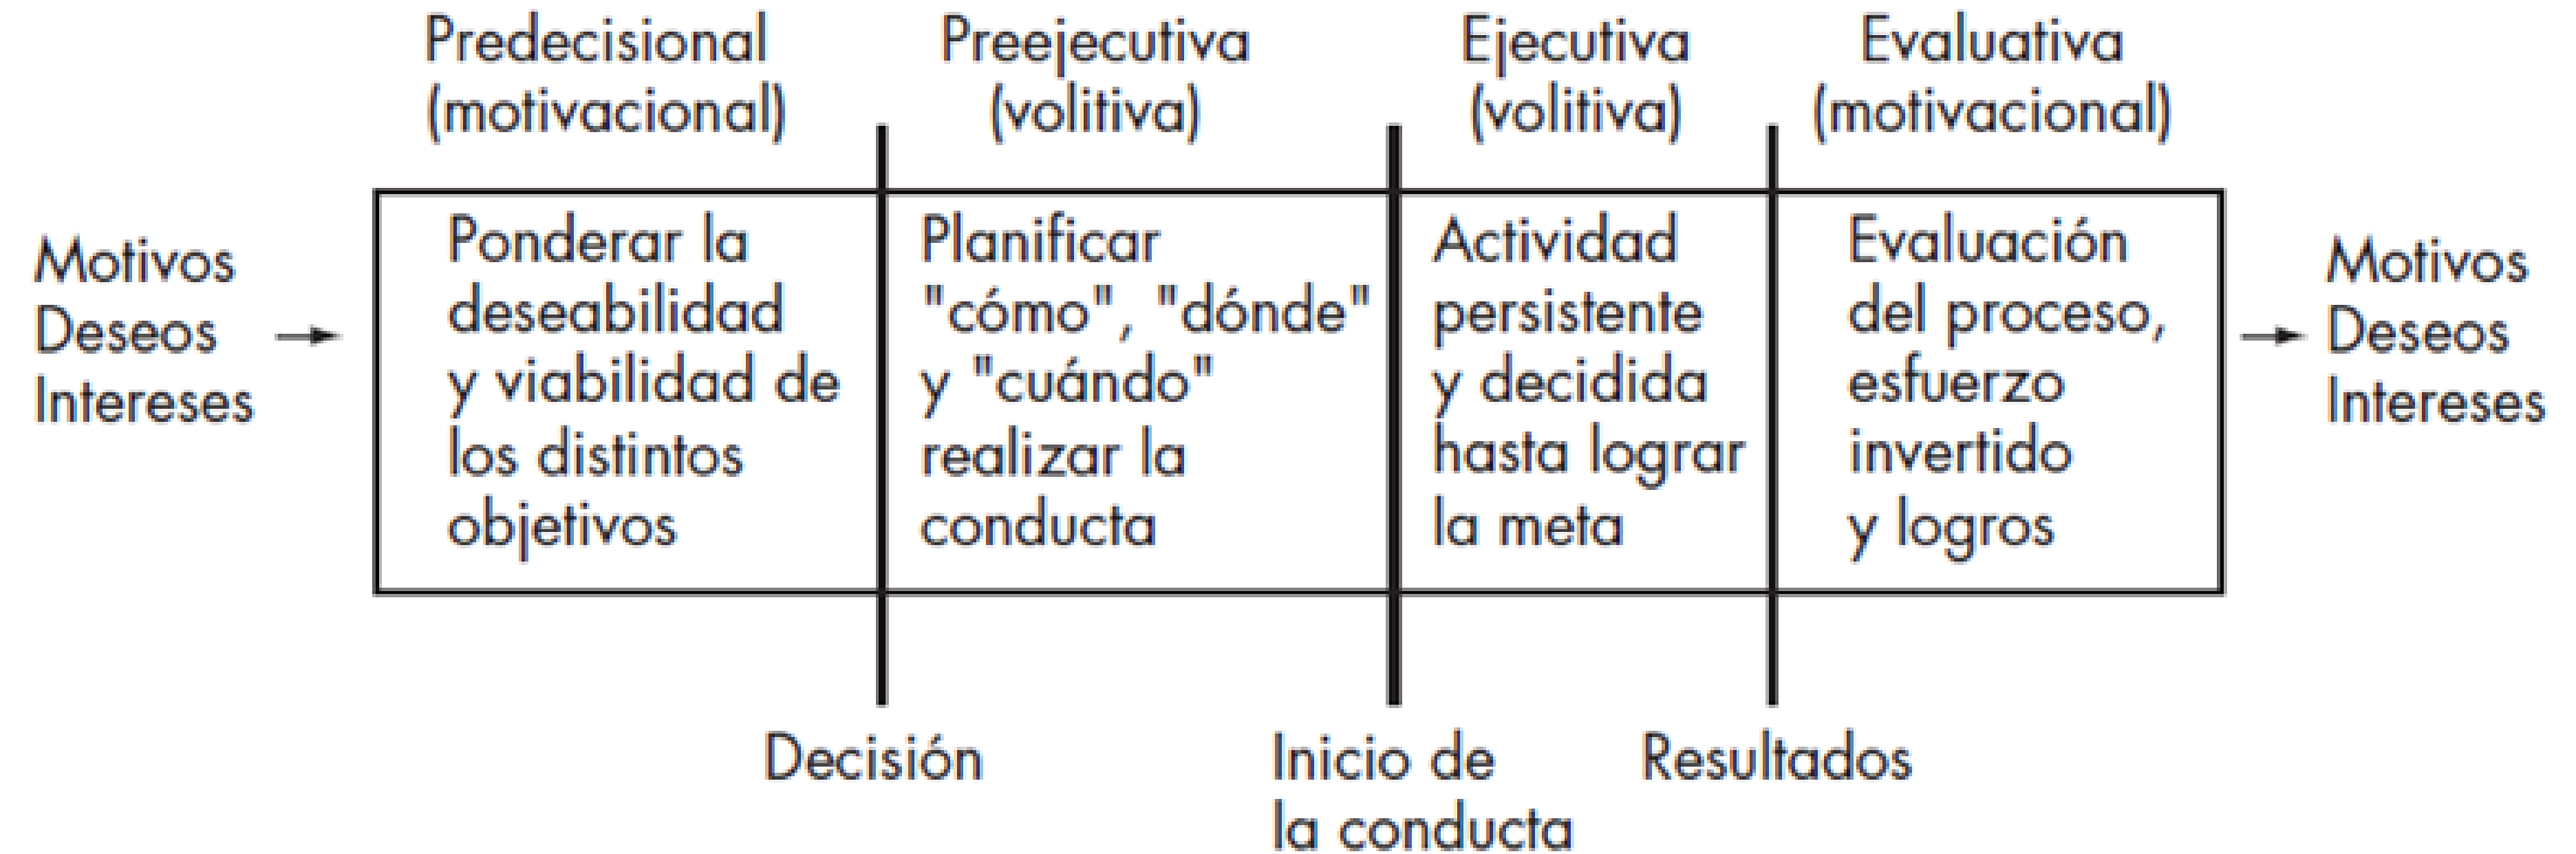 Predecisional
(motivacional)
Preejecutiva
(volitiva)
Ejecutiva
(volitiva)
Evaluativa
(motivacional)
Motivos
Deseos
Intereses
Ponderar la
deseabilidad
y viabilidad de
los distintos
objetivos
Planificar
"cómo", "dónde"
y "cuándo"
realizar la
conducta
Actividad
persistente
y decidida
hasta lograr
la meta
Evaluación
del proceso,
esfuerzo
invertido
y logros
Motivos
Deseos
Intereses
Decisión
Inicio de
la conducta
Resultados